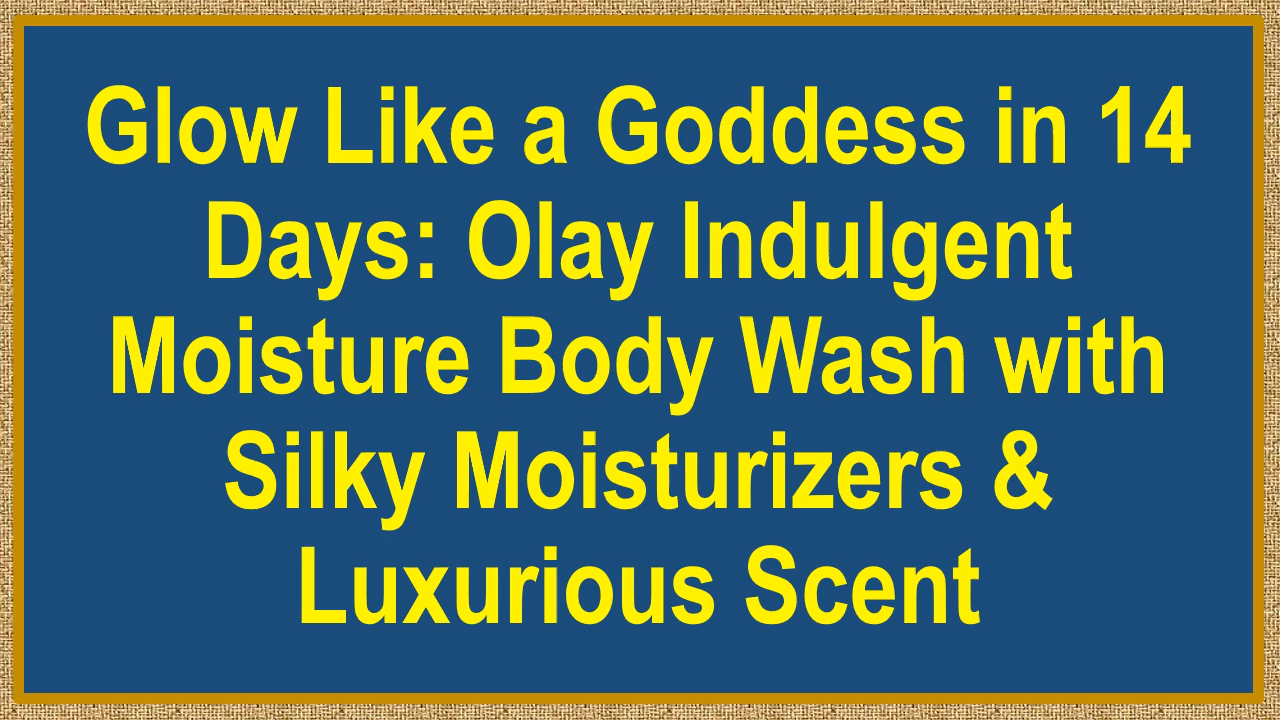 Glow Like a Goddess in 14
Days: Olay Indulgent
Moisture Body Wash with
Silky Moisturizers &
Luxurious Scent